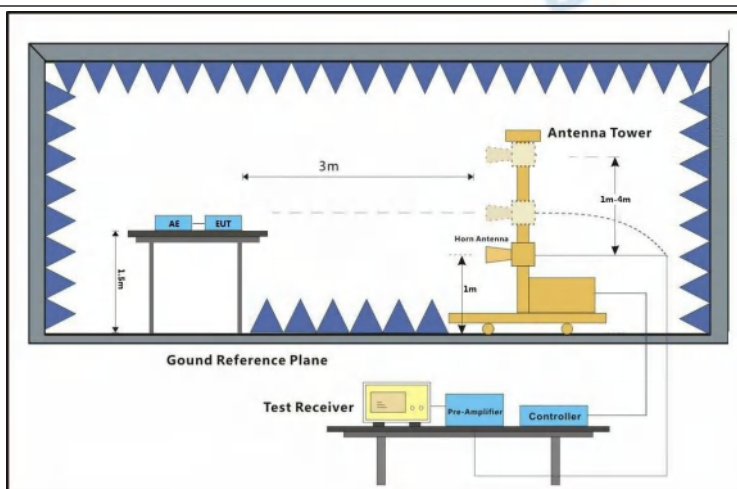 Antenna Tower
3m
1m-4m
AE
EUT
Horn Antenna
1.5m
1m
Gound Reference Plane
Test Receiver
Pre-Amplifier
Controller